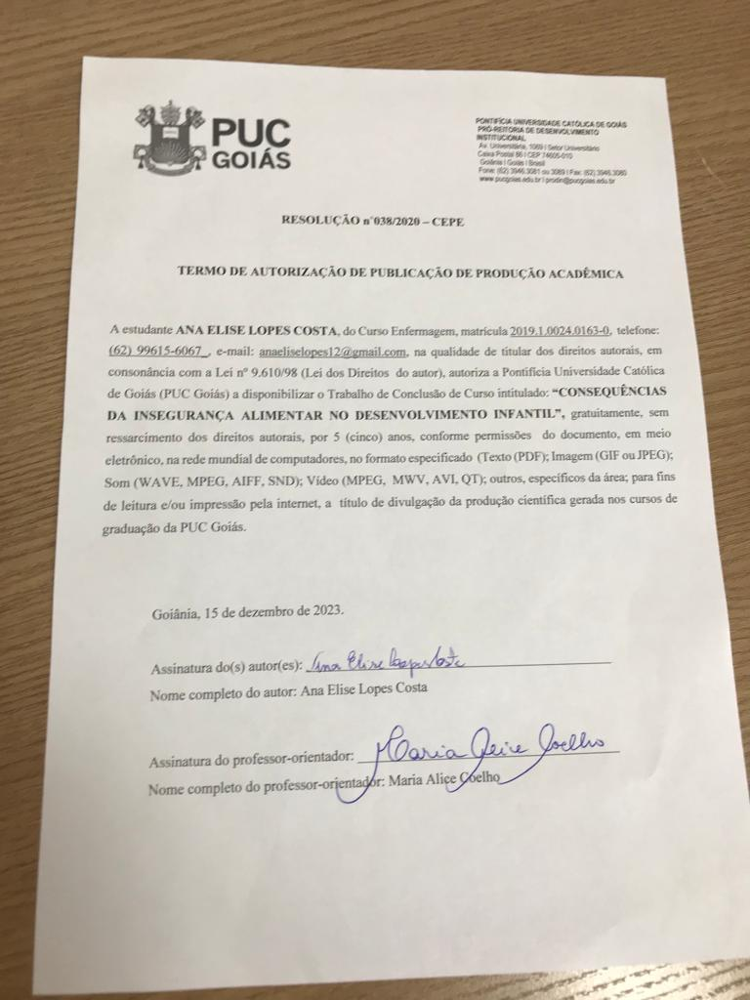 PUC
GOIÁS
PONTIFÍCIA UNIVERSIDADE CATÓLICA DE GOIÁS
PRÓ-REITORIA DE DESENVOLVIMENTO
INSTITUCIONAL
Av. Universitária, 1069 | Setor Universitário
Caixa Postal 86 | CEP 74605-010
Goiânia | Goiás | Brasil
Fone: (62) 3946.3081 ou 3089 | Fax: (62) 3946.3080
www.pucgoias.edu.br | prodin@pucgoias.edu.br
RESOLUÇÃO n°038/2020 – CEPE
TERMO DE AUTORIZAÇÃO DE PUBLICAÇÃO DE PRODUÇÃO ACADÊMICA
A estudante ANA ELISE LOPES COSTA, do Curso Enfermagem, matrícula 2019.1.0024.0163-0, telefone:
(62) 99615-6067_, e-mail: anaeliselopes12@gmail.com, na qualidade de titular dos direitos autorais, em
consonância com a Lei nº 9.610/98 (Lei dos Direitos do autor), autoriza a Pontifícia Universidade Católica
de Goiás (PUC Goiás) a disponibilizar o Trabalho de Conclusão de Curso intitulado: “CONSEQUÊNCIAS
DA INSEGURANÇA ALIMENTAR NO DESENVOLVIMENTO INFANTIL”, gratuitamente, sem
ressarcimento dos direitos autorais, por 5 (cinco) anos, conforme permissões do documento, em meio
eletrônico, na rede mundial de computadores, no formato especificado (Texto (PDF); Imagem (GIF ou JPEG);
Som (WAVE, MPEG, AIFF, SND); Vídeo (MPEG, MWV, AVI, QT); outros, específicos da área; para fins
de leitura e/ou impressão pela internet, a título de divulgação da produção científica gerada nos cursos de
graduação da PUC Goiás.
Goiânia, 15 de dezembro de 2023.
Assinatura do(s) autor(es): Ana Elise Lopes Costa
Nome completo do autor: Ana Elise Lopes Costa
Assinatura do professor-orientador: Maria Alice Coelho
Nome completo do professor-orientador: Maria Alice Coelho